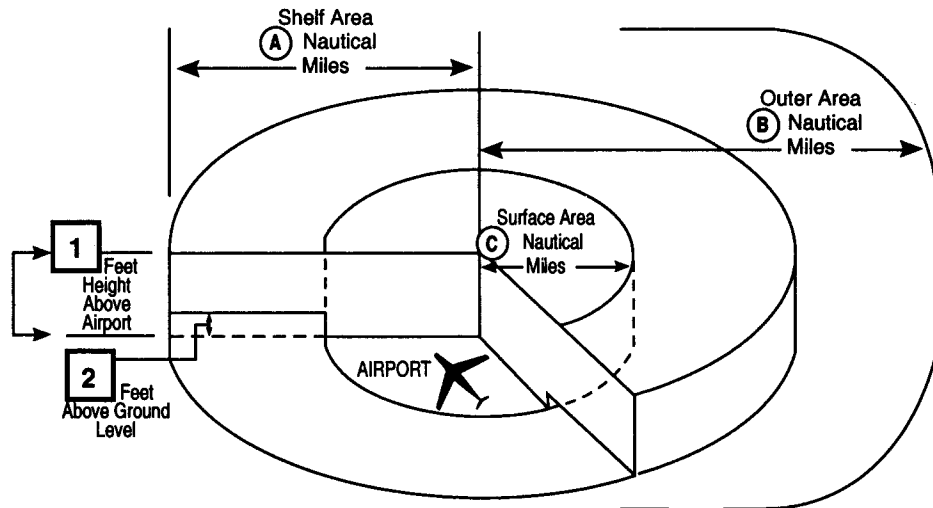 Shelf Area
A Nautical
Miles
Outer Area
B Nautical
Miles
Surface Area
C Nautical
Miles
1
Feet
Height
Above
Airport
2
Feet
Above Ground
Level
AIRPORT